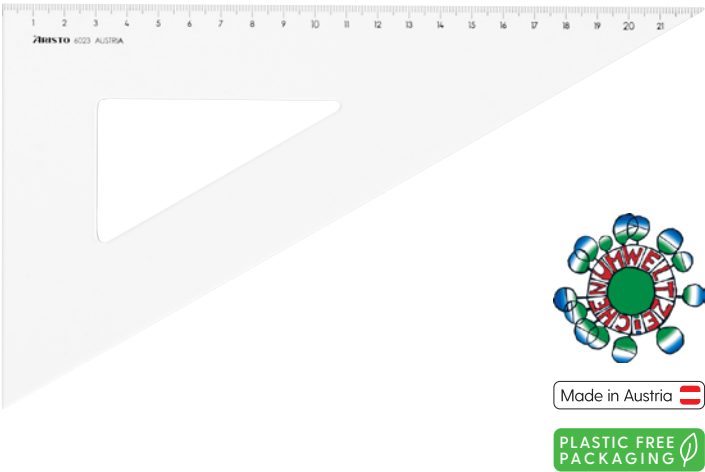 1 2 3 4 5 6 7 8 9 10 11 12 13 14 15 16 17 18 19 20 21
ARISTO 6023 AUSTRIA
UMWELTZEICHEN
Made in Austria
PLASTIC FREE
PACKAGING